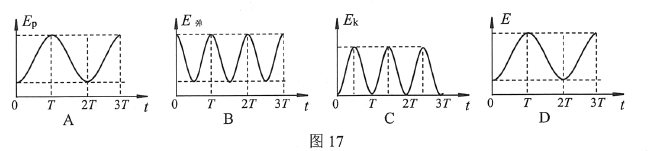 Eₚ
0 T 2T 3T t
A
E弹
0 T 2T 3T t
B
Eₖ
0 T 2T 3T t
C
E
0 T 2T 3T t
D
图 17